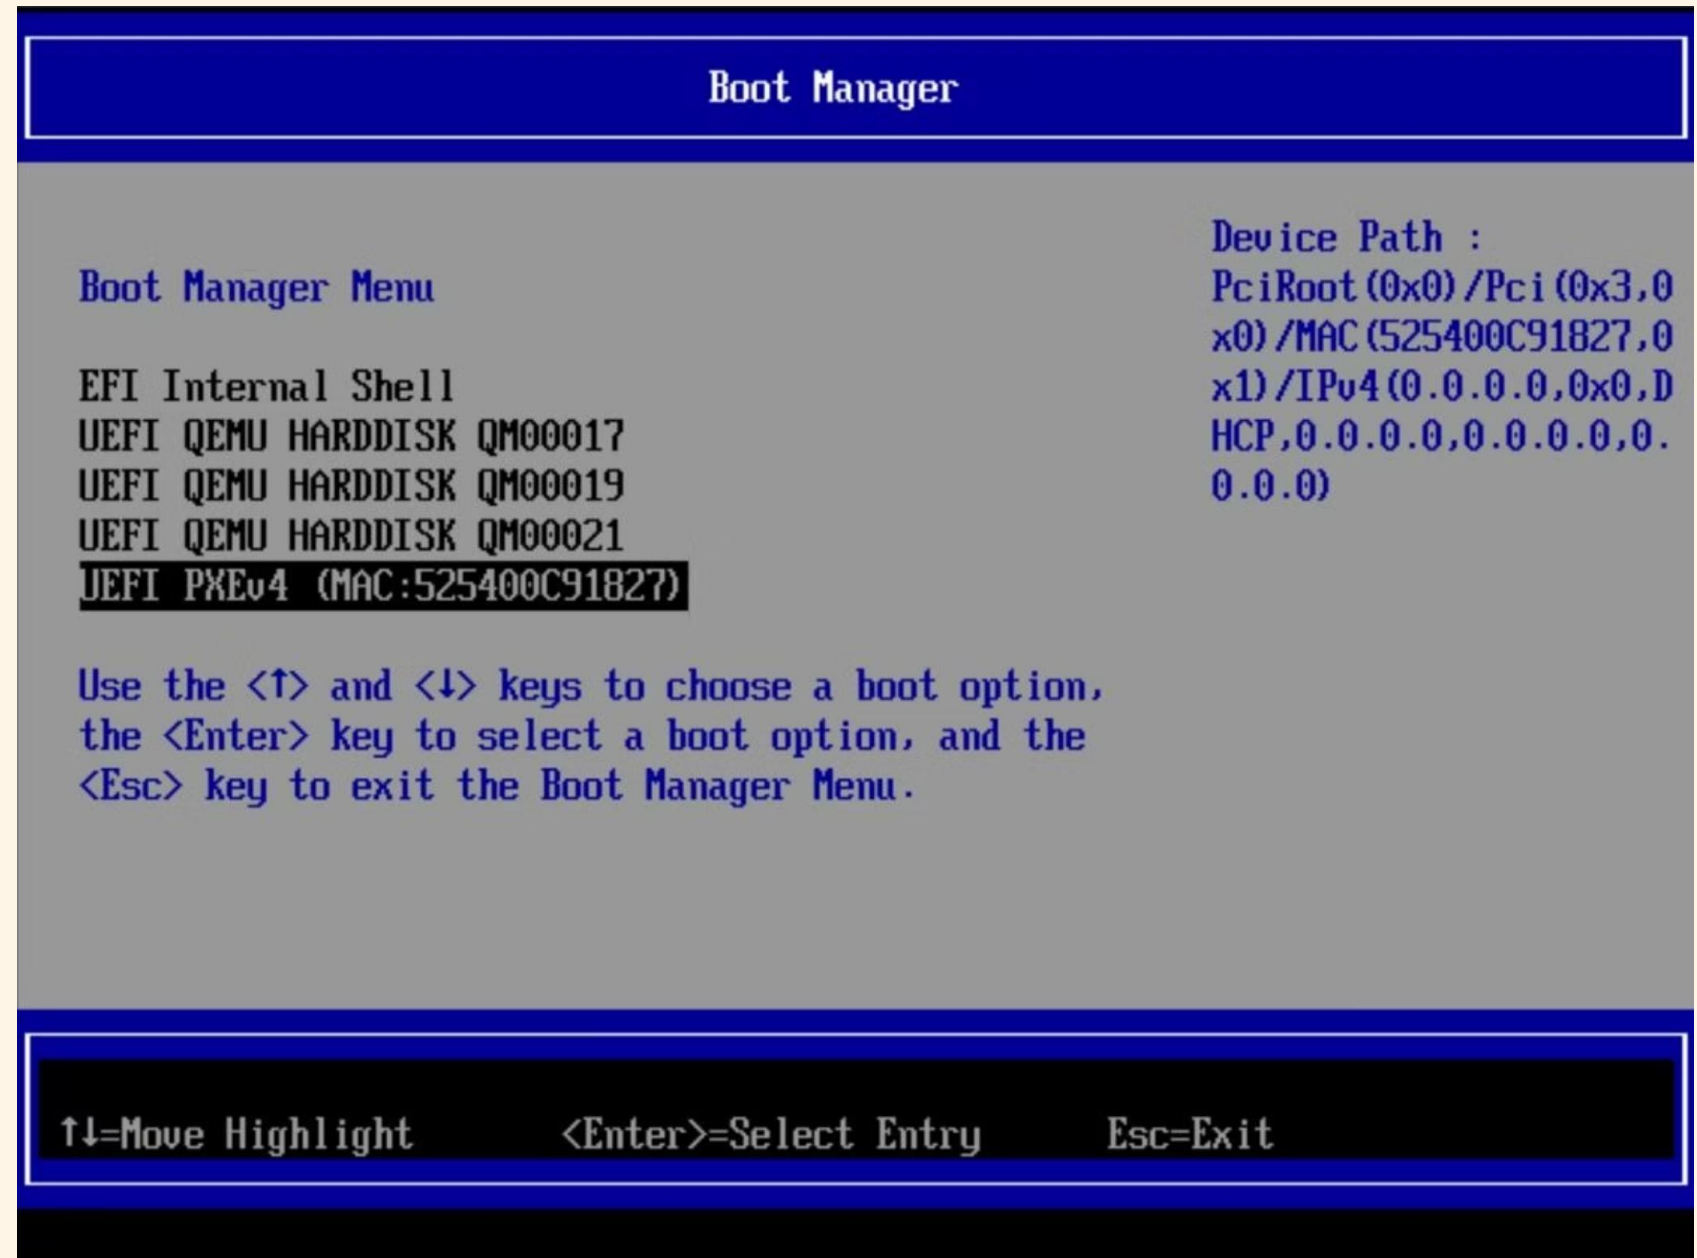 Boot Manager
Boot Manager Menu
EFI Internal Shell
UEFI QEMU HARDDISK QM00017
UEFI QEMU HARDDISK QM00019
UEFI QEMU HARDDISK QM00021
UEFI PXEv4 (MAC:525400C91827)
Use the <↑> and <↓> keys to choose a boot option,
the <Enter> key to select a boot option, and the
<Esc> key to exit the Boot Manager Menu.
Device Path :
PciRoot(0x0)/Pci(0x3,0
x0)/MAC(525400C91827,0
x1)/IPv4(0.0.0.0,0x0,D
HCP,0.0.0.0,0.0.0.0,0.
0.0.0)
↑↓=Move Highlight <Enter>=Select Entry Esc=Exit